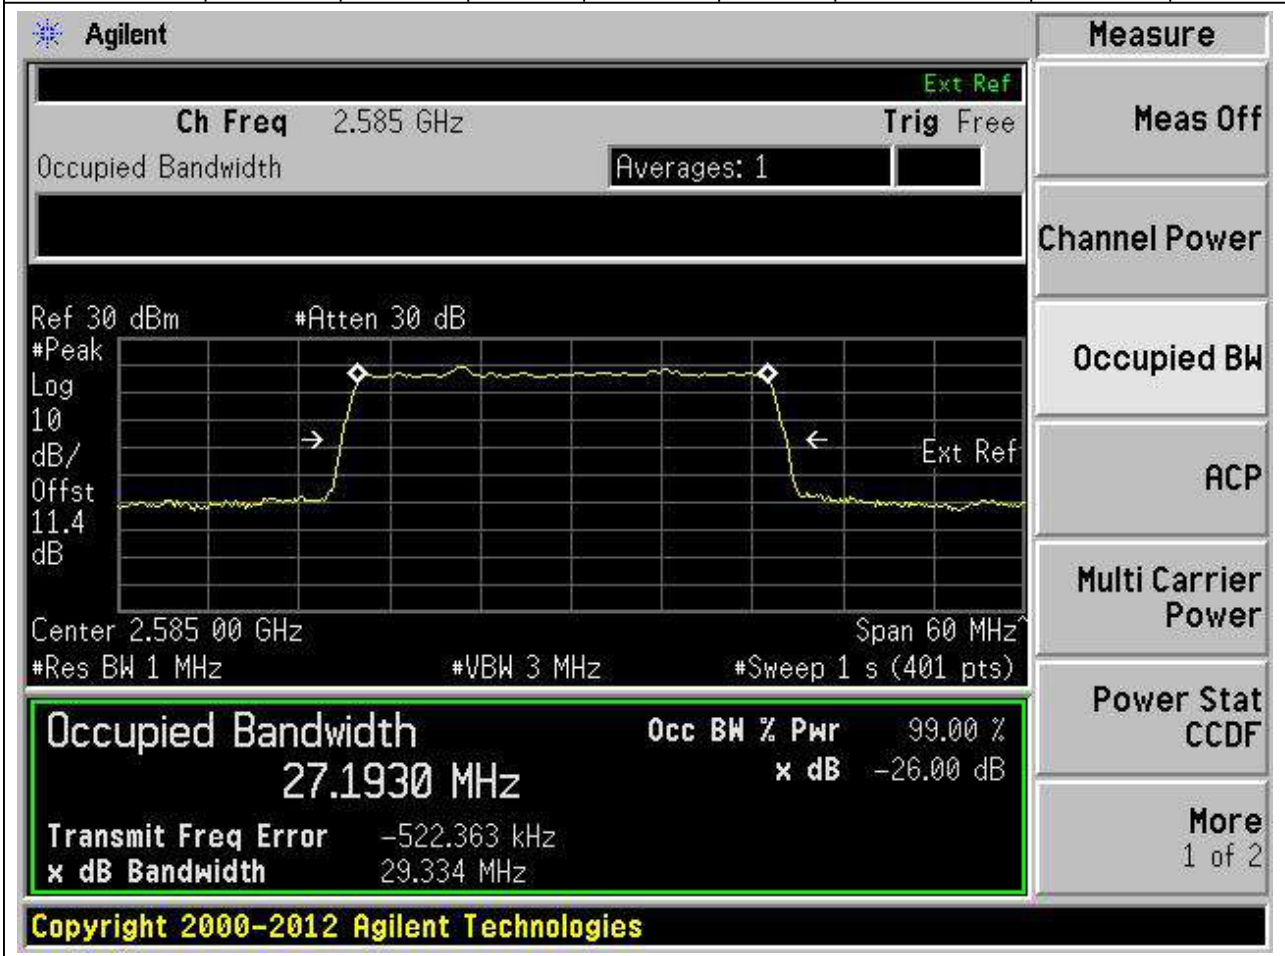 Agilent
Measure
Ext Ref
Ch Freq 2.585 GHz Trig Free
Meas Off
Occupied Bandwidth Averages: 1
Channel Power
Ref 30 dBm #Atten 30 dB
#Peak
Log
10
dB/
Offst
11.4
dB
Ext Ref
Occupied BW
ACP
Center 2.585 00 GHz Span 60 MHz^
#Res BW 1 MHz #VBW 3 MHz #Sweep 1 s (401 pts)
Multi Carrier
Power
Occupied Bandwidth Occ BW % Pwr 99.00 %
27.1930 MHz x dB -26.00 dB
Transmit Freq Error -522.363 kHz
x dB Bandwidth 29.334 MHz
Power Stat
CCDF
More
1 of 2
Copyright 2000-2012 Agilent Technologies